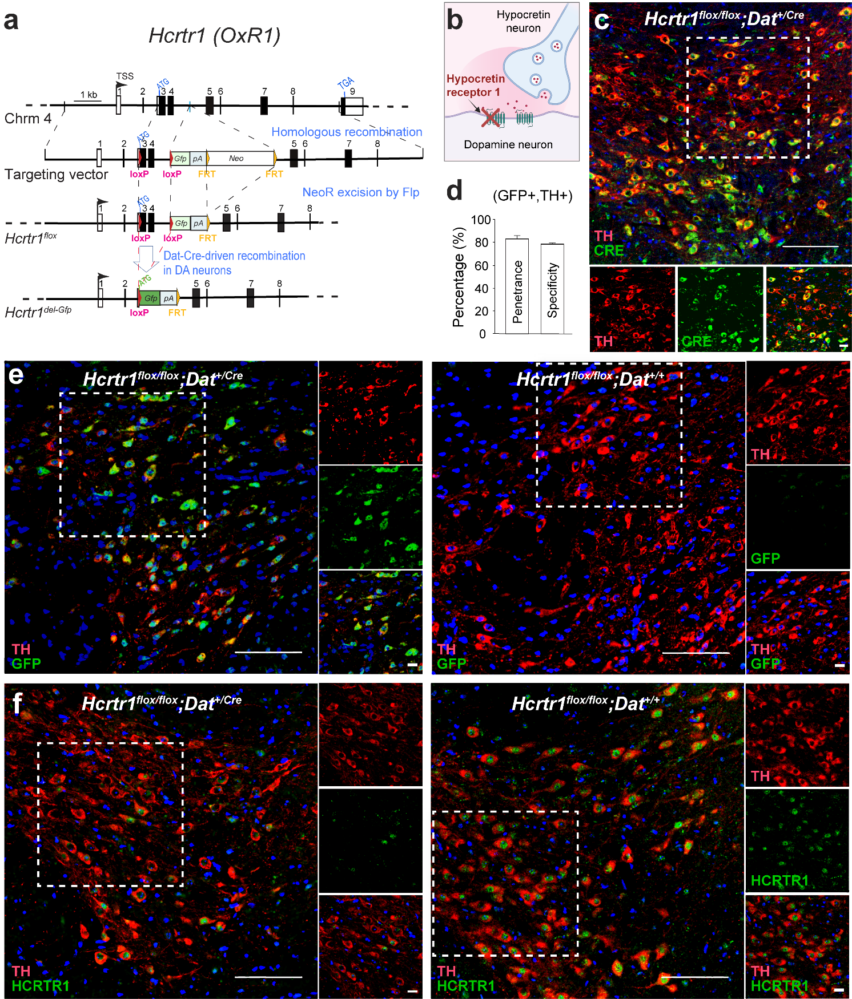 a
Hcrtr1 (OxR1)
TSS
1 kb
1 2 ATG 3 4 5 6 7 8 TGA 9
Chrm 4
Homologous recombination
1 2 ATG 3 4 Gfp pA Neo 5 6 7 8
loxP loxP FRT FRT
Targeting vector
NeoR excision by Flp
1 2 ATG 3 4 Gfp pA 5 6 7 8
loxP loxP FRT
Hcrtr1flox
Dat-Cre-driven recombination
in DA neurons
1 2 ATG Gfp pA 5 6 7 8
loxP FRT
Hcrtr1del-Gfp
b
Hypocretin
neuron
Hypocretin
receptor 1
Dopamine neuron
c
Hcrtr1flox/flox;Dat+/Cre
TH
CRE
TH
CRE
d
(GFP+,TH+)
Percentage (%)
100
80
60
40
20
0
Penetrance
Specificity
e
Hcrtr1flox/flox;Dat+/Cre
TH
GFP
Hcrtr1flox/flox;Dat+/+
TH
GFP
TH
GFP
TH
GFP
f
Hcrtr1flox/flox;Dat+/Cre
TH
HCRTR1
Hcrtr1flox/flox;Dat+/+
TH
HCRTR1
TH
HCRTR1
TH
HCRTR1